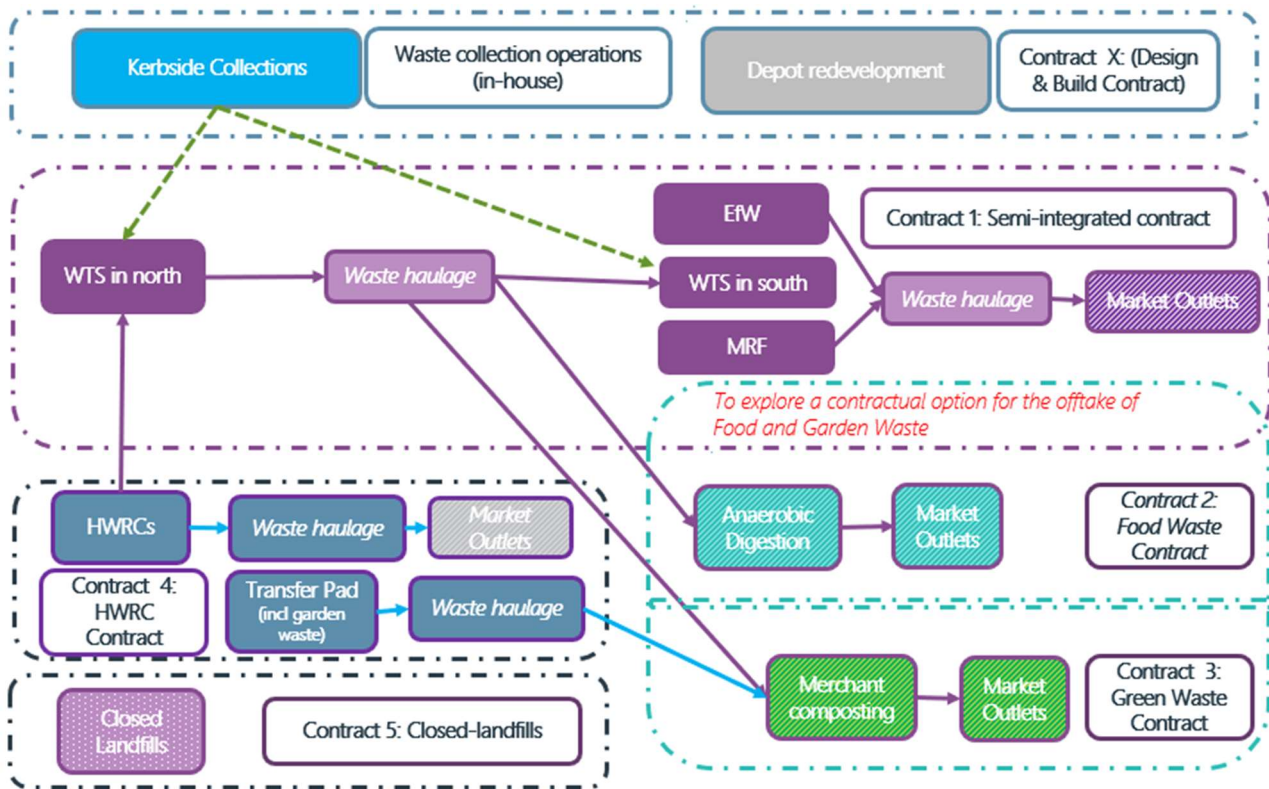 Kerbside Collections
Waste collection operations
(in-house)
Depot redevelopment
Contract X: (Design
& Build Contract)
EfW
Contract 1: Semi-integrated contract
WTS in north
Waste haulage
WTS in south
Waste haulage
Market Outlets
MRF
To explore a contractual option for the offtake of
Food and Garden Waste
HWRCs
Waste haulage
Market
Outlets
Anaerobic
Digestion
Market
Outlets
Contract 2:
Food Waste
Contract
Contract 4:
HWRC
Contract
Transfer Pad
(incl garden
waste)
Waste haulage
Merchant
composting
Market
Outlets
Contract 3:
Green Waste
Contract
Closed
Landfills
Contract 5: Closed-landfills